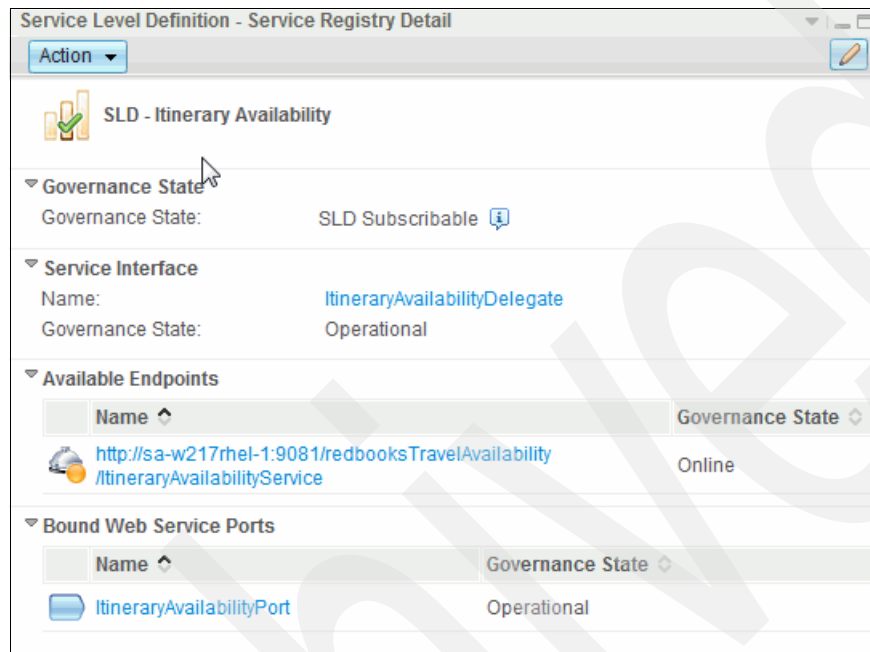 Service Level Definition - Service Registry Detail
Action
SLD - Itinerary Availability
Governance State
Governance State: SLD Subscribable
Service Interface
Name: ItineraryAvailabilityDelegate
Governance State: Operational
Available Endpoints
Name Governance State
http://sa-w217rhel-1:9081/redbooksTravelAvailability
/ItineraryAvailabilityService Online
Bound Web Service Ports
Name Governance State
ItineraryAvailabilityPort Operational